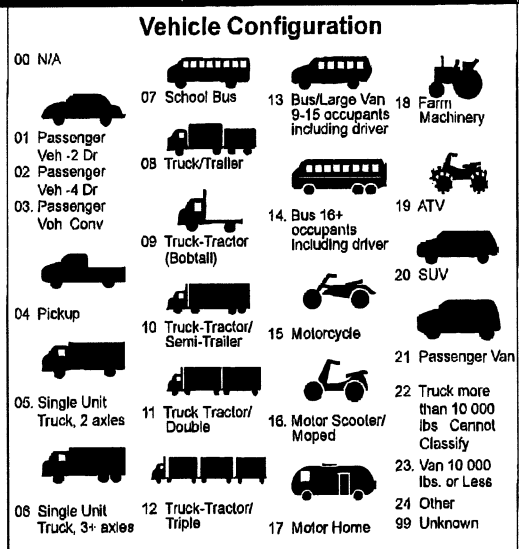 Vehicle Configuration
00 N/A
01 Passenger
Veh -2 Dr
02 Passenger
Veh -4 Dr
03. Passenger
Voh Conv
04 Pickup
05. Single Unit
Truck, 2 axles
06 Single Unit
Truck, 3+ axles
07 School Bus
08 Truck/Trailer
09 Truck-Tractor
(Bobtail)
10 Truck-Tractor/
Semi-Trailer
11 Truck Tractor/
Double
12 Truck-Tractor/
Triple
13 Bus/Large Van
9-15 occupants
including driver
14. Bus 16+
occupants
Including driver
15 Motorcycle
16. Motor Scooter/
Moped
17 Motor Home
18 Farm
Machinery
19 ATV
20 SUV
21 Passenger Van
22 Truck more
than 10 000
lbs Cannot
Classify
23. Van 10 000
lbs. or Less
24 Other
99 Unknown